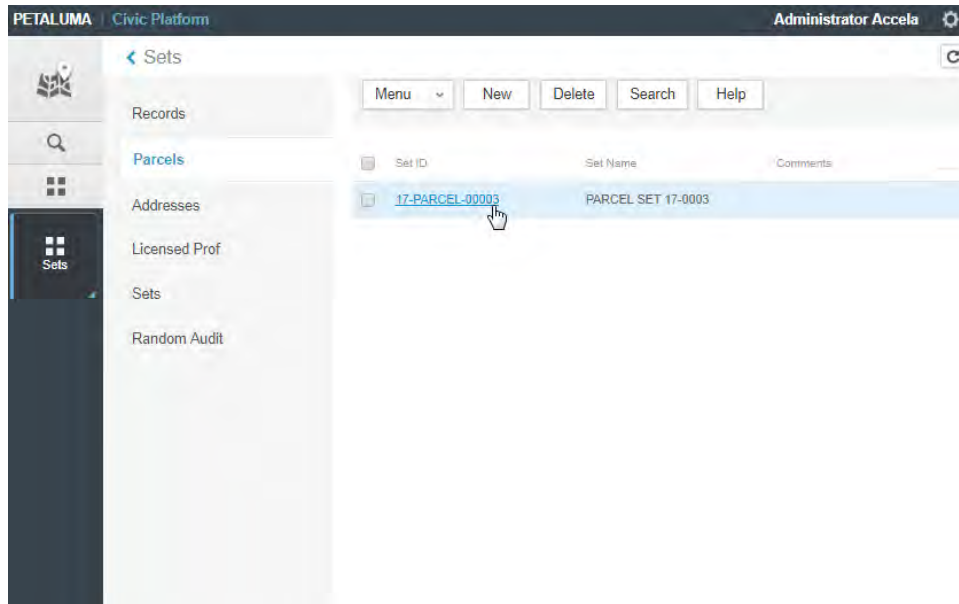 PETALUMA Civic Platform Administrator Accela
Sets
Menu New Delete Search Help
Records
Parcels
Set ID Set Name Comments
17-PARCEL-00003 PARCEL SET 17-0003
Addresses
Licensed Prof
Sets
Sets
Random Audit